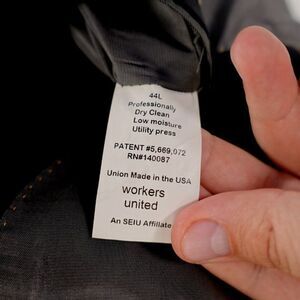 44L
Professionally
Dry Clean
Low moisture
Utility press
PATENT #5,669,072
RN#140087
Union Made in the USA
workers
united
An SEIU Affiliate